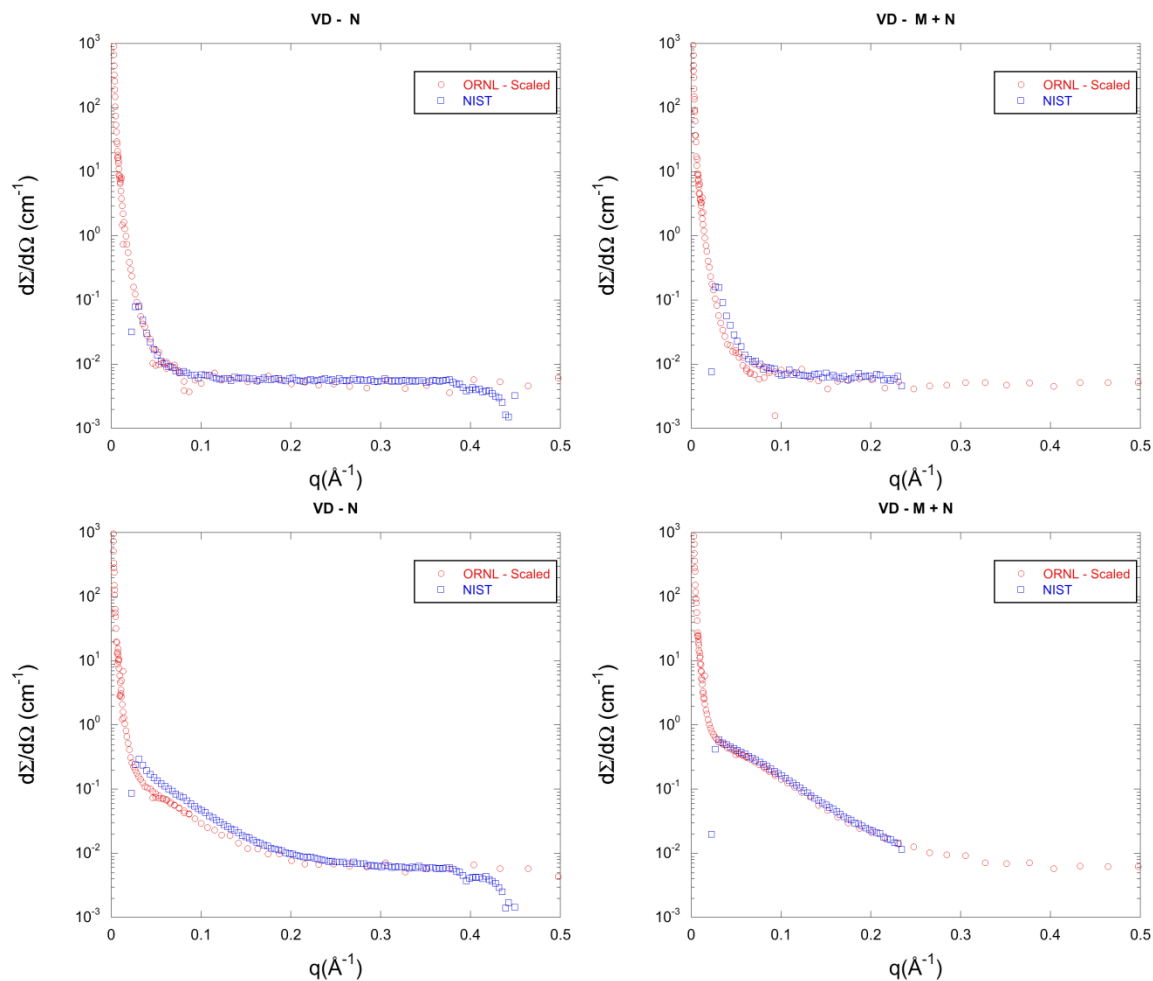 VD - N
10^3
10^2
10^1
10^0
10^-1
10^-2
10^-3
dΣ/dΩ (cm^-1)
ORNL - Scaled
NIST
0 0.1 0.2 0.3 0.4 0.5
q(Å^-1)
VD - M + N
10^3
10^2
10^1
10^0
10^-1
10^-2
10^-3
dΣ/dΩ (cm^-1)
ORNL - Scaled
NIST
0 0.1 0.2 0.3 0.4 0.5
q(Å^-1)
VD - N
10^3
10^2
10^1
10^0
10^-1
10^-2
10^-3
dΣ/dΩ (cm^-1)
ORNL - Scaled
NIST
0 0.1 0.2 0.3 0.4 0.5
q(Å^-1)
VD - M + N
10^3
10^2
10^1
10^0
10^-1
10^-2
10^-3
dΣ/dΩ (cm^-1)
ORNL - Scaled
NIST
0 0.1 0.2 0.3 0.4 0.5
q(Å^-1)